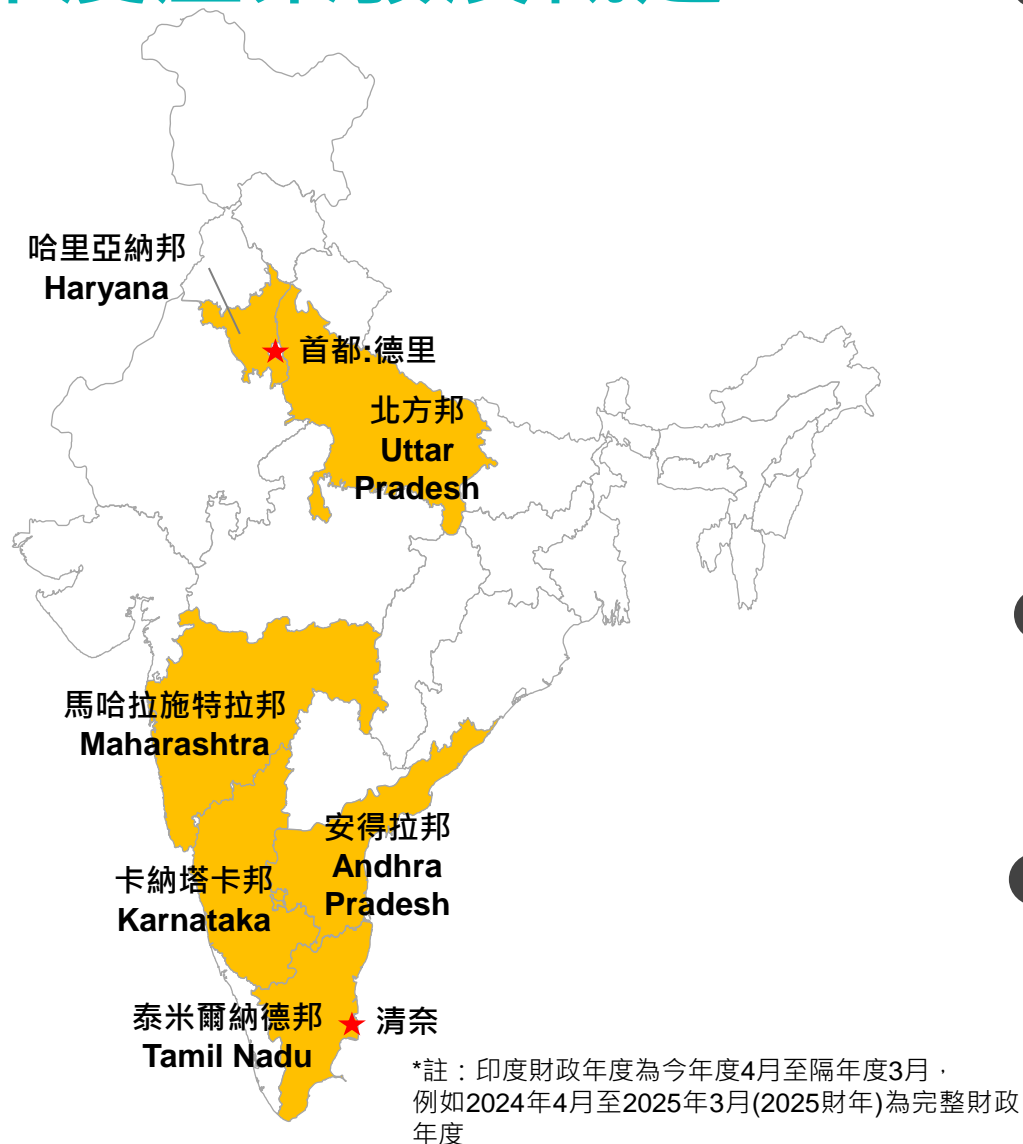 哈里亞納邦
Haryana
首都:德里
北方邦
Uttar
Pradesh
馬哈拉施特拉邦
Maharashtra
安得拉邦
Andhra
Pradesh
卡納塔卡邦
Karnataka
泰米爾納德邦
Tamil Nadu
清奈
*註：印度財政年度為今年度4月至隔年度3月，
例如2024年4月至2025年3月(2025財年)為完整財政
年度